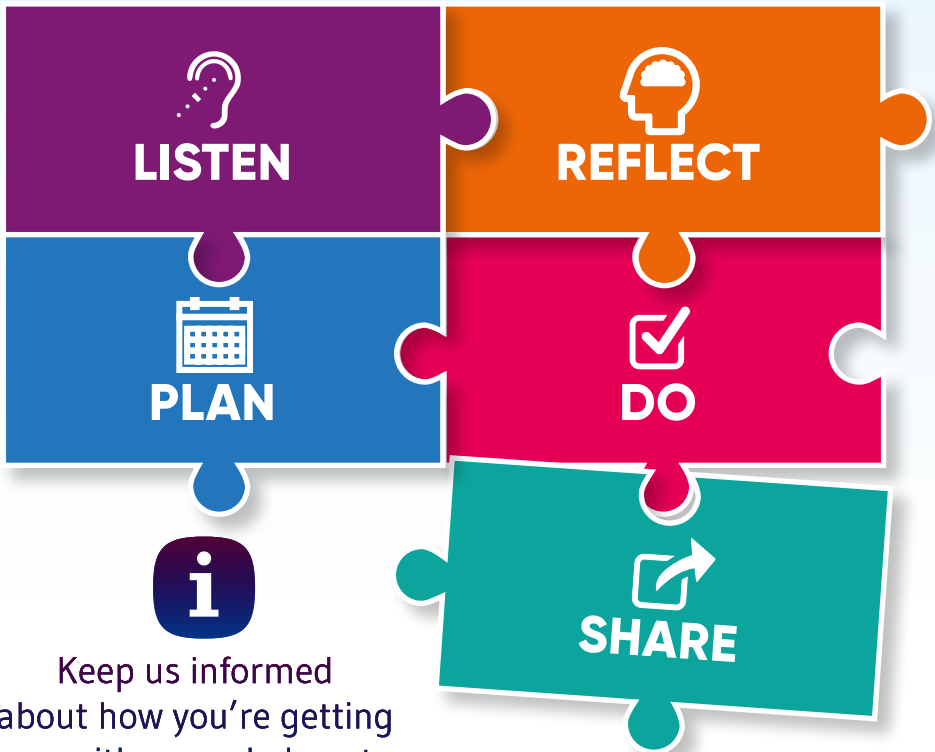 LISTEN
REFLECT
PLAN
DO
SHARE
i
Keep us informed
about how you're getting